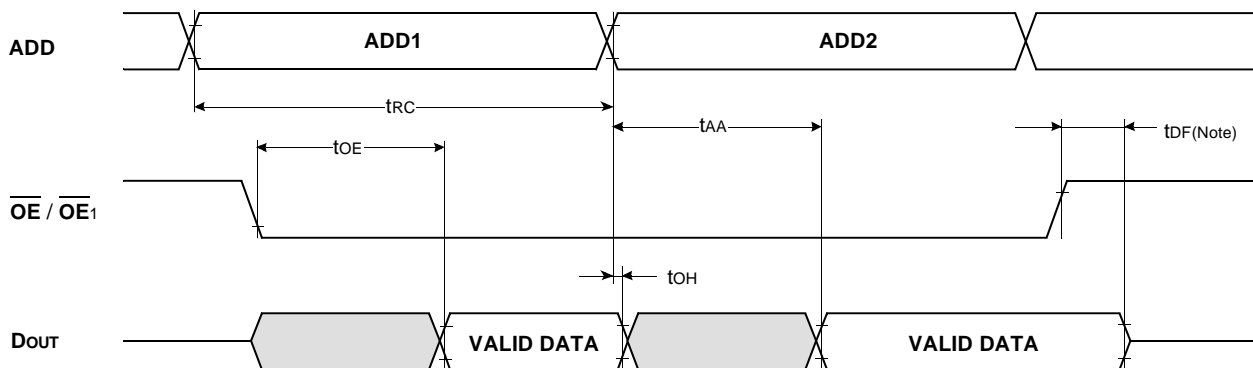 ADD
ADD1
ADD2
tRC
tAA
tDF(Note)
tOE
OE / OE1
tOH
DOUT
VALID DATA
VALID DATA